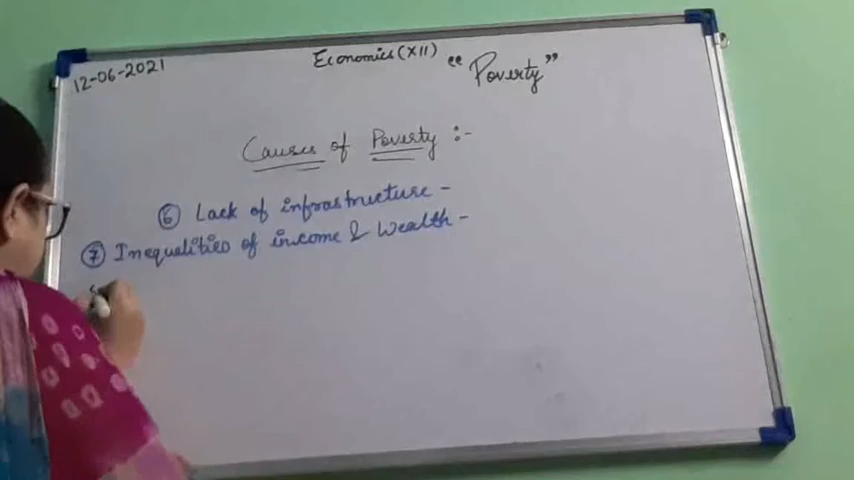 12-06-2021
Economics (XII) "Poverty"
Causes of Poverty :-
⑥ Lack of infrastructure -
⑦ Inequalities of income & Wealth -